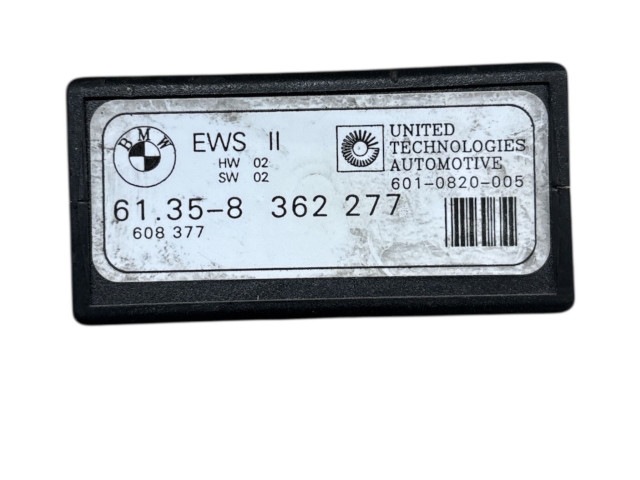 BMW
EWS II
HW 02
SW 02
UNITED
TECHNOLOGIES
AUTOMOTIVE
601-0820-005
61.35-8 362 277
608 377